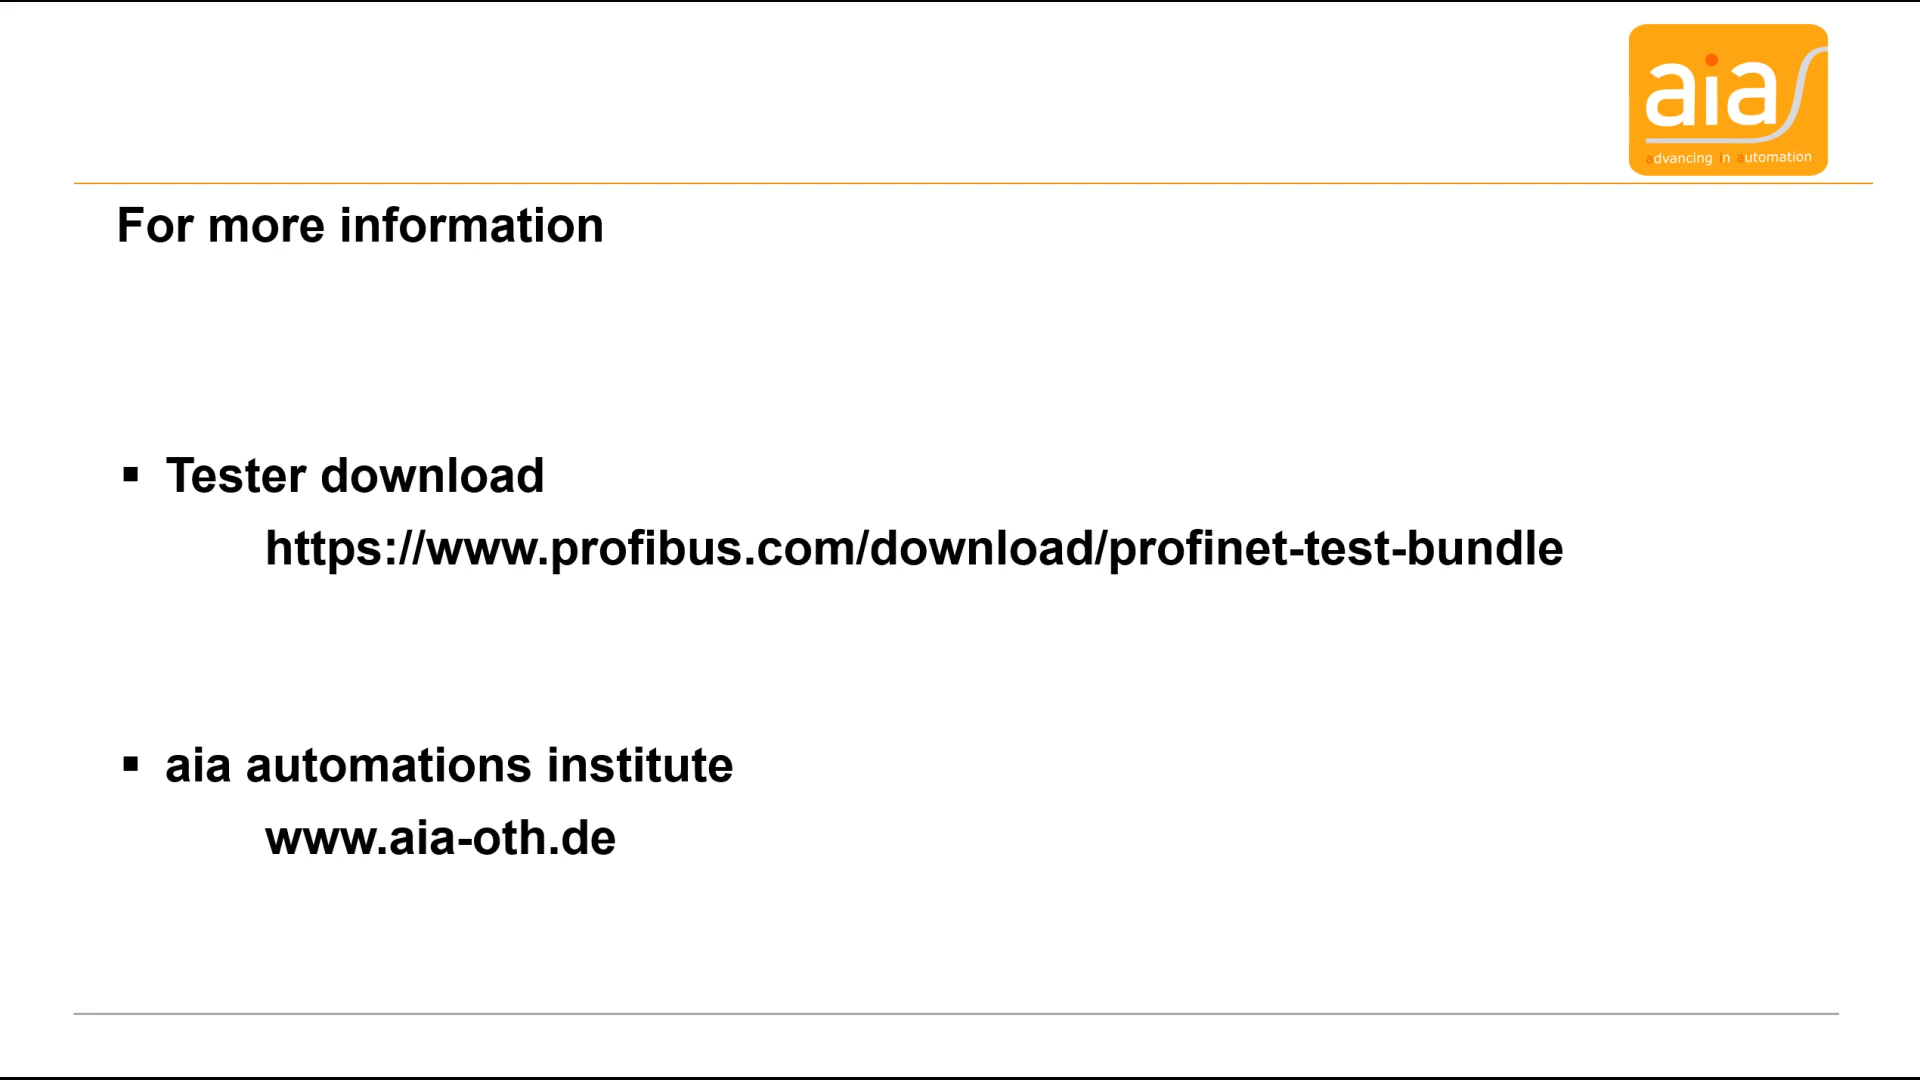 aia
advancing in automation
For more information
▪ Tester download
https://www.profibus.com/download/profinet-test-bundle
▪ aia automations institute
www.aia-oth.de